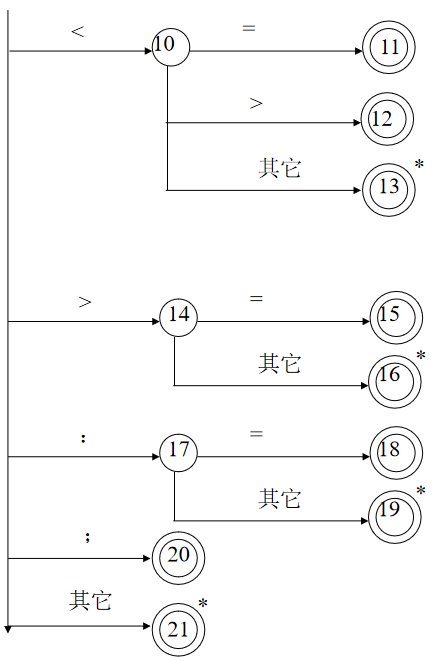 < 10 = 11
> 12
其它 13 *
> 14 = 15
其它 16 *
: 17 = 18
其它 19 *
; 20
其它 21 *